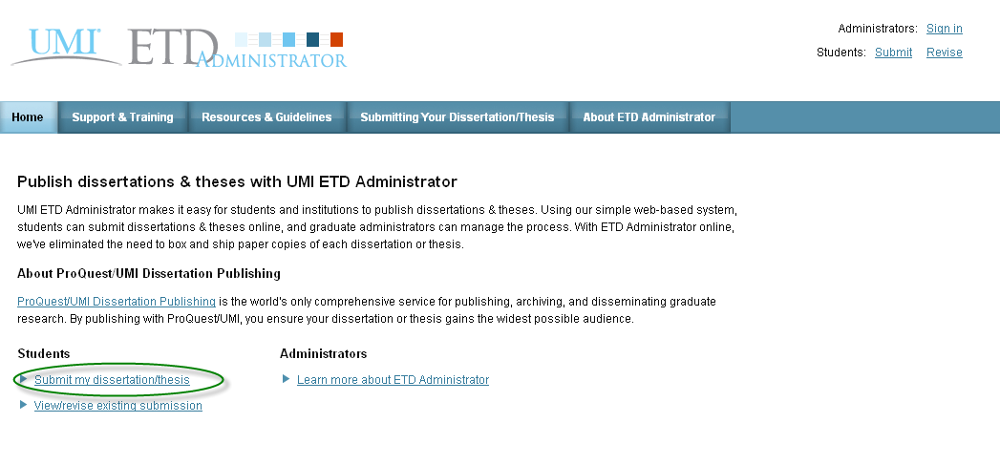 UMI ETD ADMINISTRATOR
Administrators: Sign in
Students: Submit Revise
Home Support & Training Resources & Guidelines Submitting Your Dissertation/Thesis About ETD Administrator
Publish dissertations & theses with UMI ETD Administrator
UMI ETD Administrator makes it easy for students and institutions to publish dissertations & theses. Using our simple web-based system,
students can submit dissertations & theses online, and graduate administrators can manage the process. With ETD Administrator online,
we've eliminated the need to box and ship paper copies of each dissertation or thesis.
About ProQuest/UMI Dissertation Publishing
ProQuest/UMI Dissertation Publishing is the world's only comprehensive service for publishing, archiving, and disseminating graduate
research. By publishing with ProQuest/UMI, you ensure your dissertation or thesis gains the widest possible audience.
Students Administrators
Submit my dissertation/thesis Learn more about ETD Administrator
View/revise existing submission